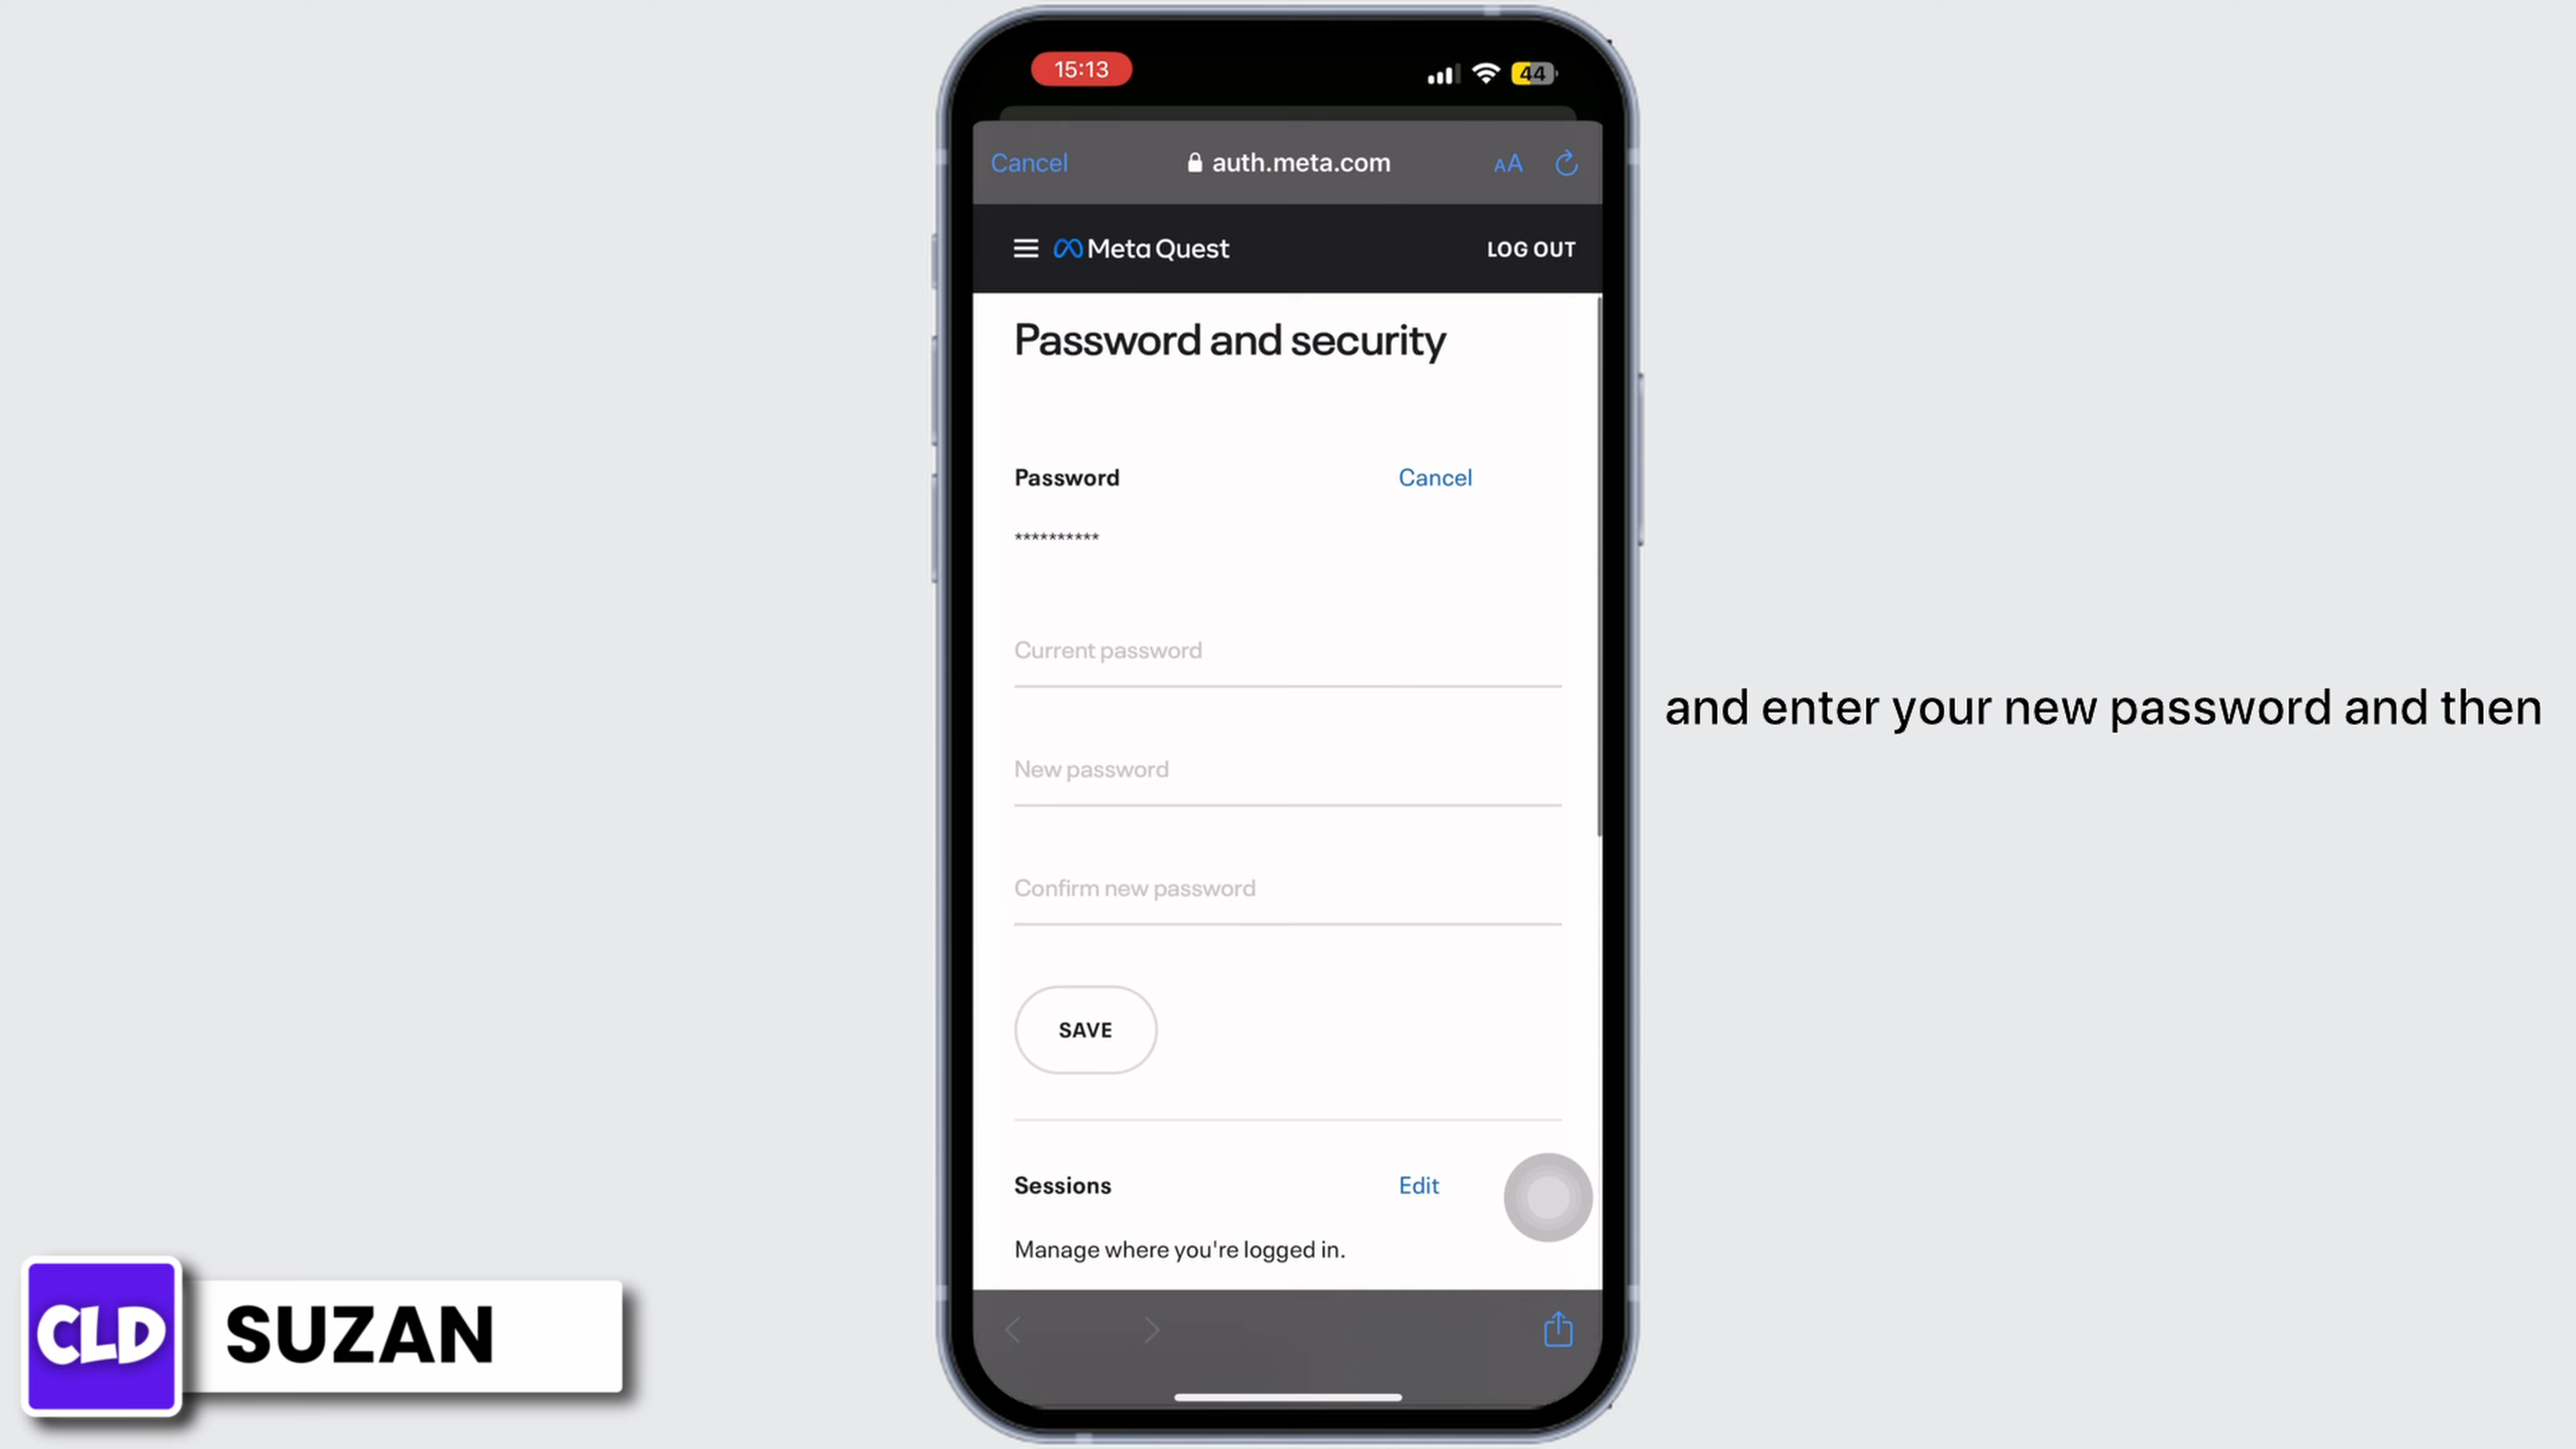 15:13
44
Cancel
auth.meta.com
AA
Meta Quest
LOG OUT
Password and security
Password
Cancel
**********
Current password
and enter your new password and then
New password
Confirm new password
SAVE
Sessions
Edit
Manage where you're logged in.
CLD
SUZAN